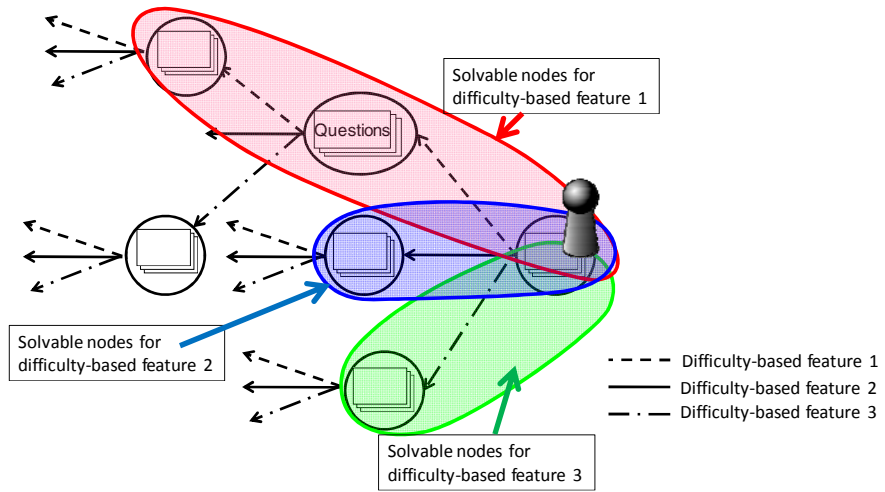 Solvable nodes for
difficulty-based feature 1
Questions
Solvable nodes for
difficulty-based feature 2
Difficulty-based feature 1
Difficulty-based feature 2
Difficulty-based feature 3
Solvable nodes for
difficulty-based feature 3